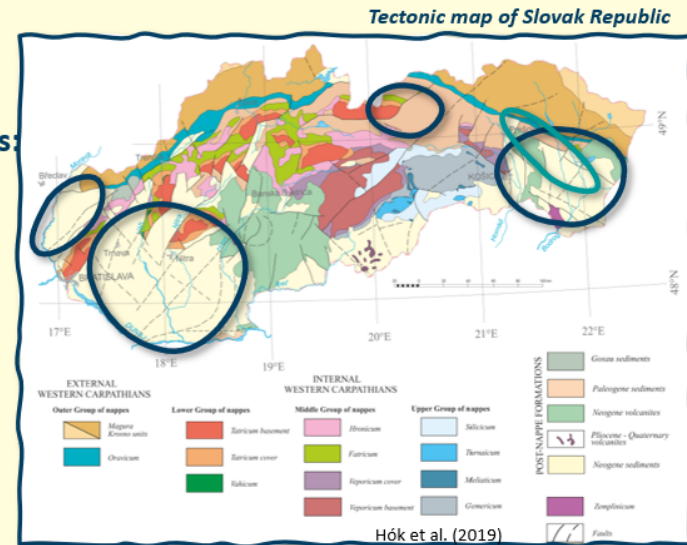 Tectonic map of Slovak Republic
s:
49°N
Břeclav
Morava
KOŠICE
Banská Bystrica
Trnava
Nitra
BRATISLAVA
48°N
17°E
18°E
19°E
20°E
21°E
22°E
EXTERNAL
WESTERN CARPATHIANS
INTERNAL
WESTERN CARPATHIANS
Outer Group of nappes
Magura
Krosno units
Oravicum
Lower Group of nappes
Tatricum basement
Tatricum cover
Vahicum
Middle Group of nappes
Hronicum
Fatricum
Veporicum cover
Veporicum basement
Upper Group of nappes
Silicicum
Turnaicum
Meliaticum
Gemericum
POST-NAPPE FORMATIONS
Gosau sediments
Paleogene sediments
Neogene volcanites
Pliocene - Quaternary
volcanites
Neogene sediments
Zemplinicum
Faults
Hók et al. (2019)